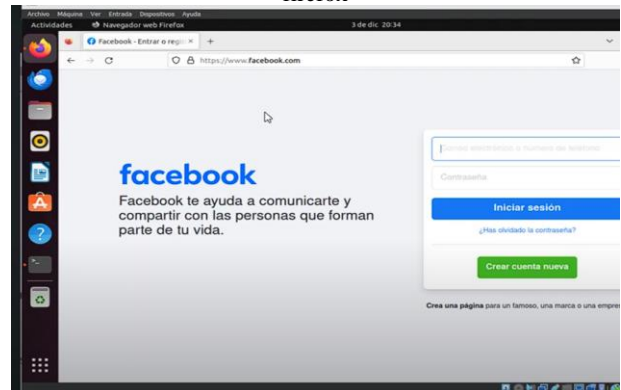 Archivo Máquina Ver Entrada Dispositivos Ayuda
Actividades Navegador web Firefox 3 de dic 20:34
Facebook - Entrar o regis
https://www.facebook.com
facebook
Facebook te ayuda a comunicarte y
compartir con las personas que forman
parte de tu vida.
Correo electrónico o número de teléfono
Contraseña
Iniciar sesión
¿Has olvidado la contraseña?
Crear cuenta nueva
Crea una página para un famoso, una marca o una empre